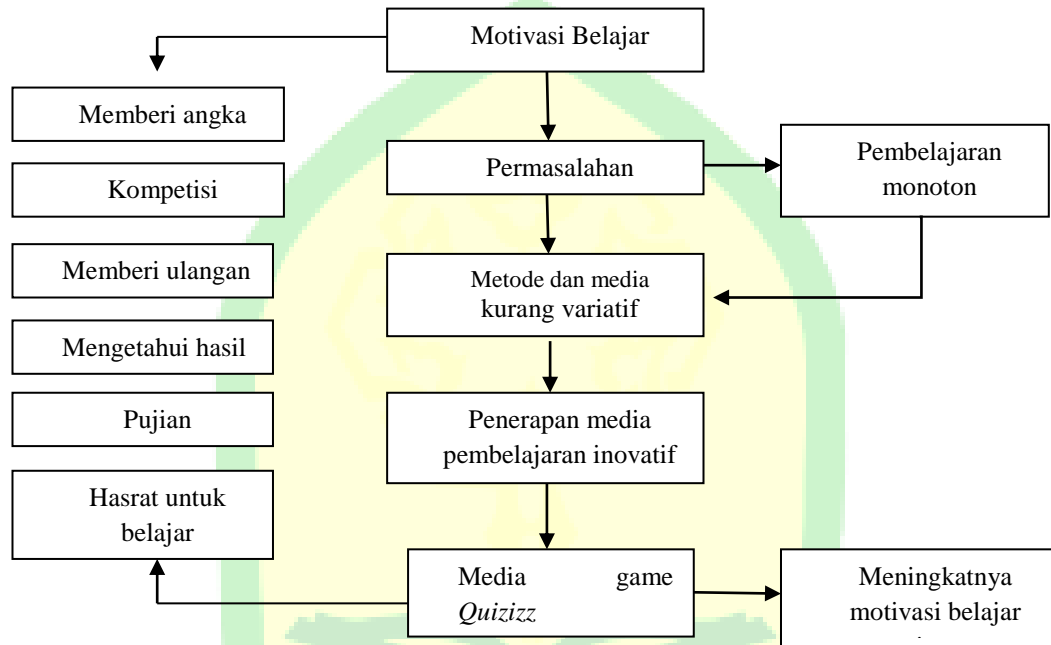 Motivasi Belajar
Memberi angka
Permasalahan
Pembelajaran
monoton
Kompetisi
Memberi ulangan
Metode dan media
kurang variatif
Mengetahui hasil
Pujian
Penerapan media
pembelajaran inovatif
Hasrat untuk
belajar
Media game
Quizizz
Meningkatnya
motivasi belajar